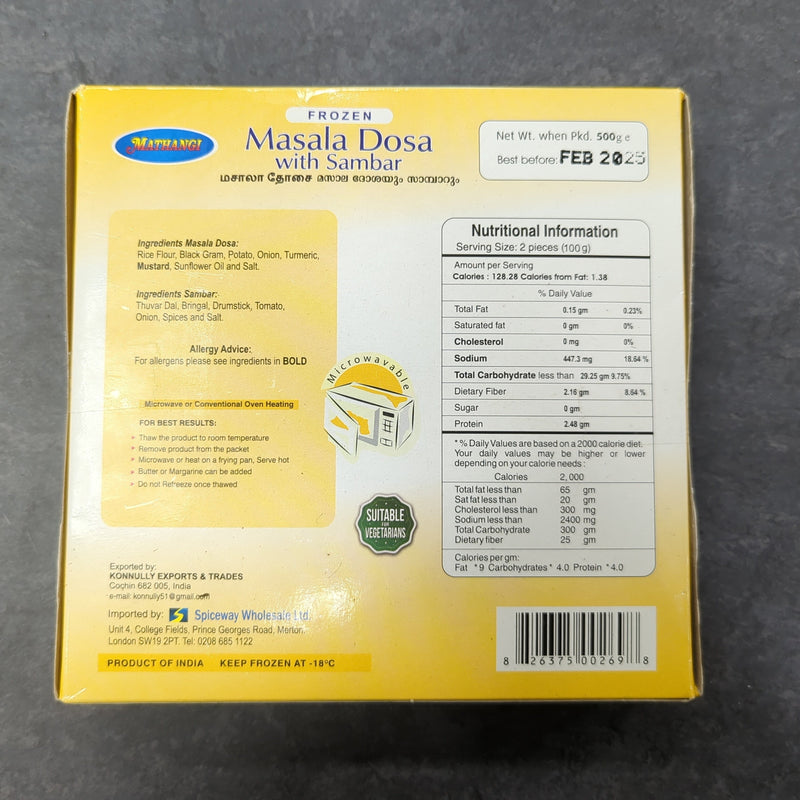 FROZEN
MATHANGI
Masala Dosa
with Sambar
மசாலா தோசை മസാല ദോശയും സാമ്പാറും
Net Wt. when Pkd. 500g e
Best before: FEB 2025
Ingredients Masala Dosa:
Rice Flour, Black Gram, Potato, Onion, Turmeric,
Mustard, Sunflower Oil and Salt.
Ingredients Sambar:
Thuvar Dal, Bringal, Drumstick, Tomato,
Onion, Spices and Salt.
Allergy Advice:
For allergens please see ingredients in BOLD
Microwavable
Microwave or Conventional Oven Heating
FOR BEST RESULTS:
Thaw the product to room temperature
Remove product from the packet
Microwave or heat on a frying pan, Serve hot
Butter or Margarine can be added
Do not Refreeze once thawed
SUITABLE
FOR
VEGETARIANS
Exported by:
KONNULLY EXPORTS & TRADES
Cochin 682 005, India
e-mail: konnully51@gmail.com
Imported by: Spiceway Wholesale Ltd.
Unit 4, College Fields, Prince Georges Road, Merton,
London SW19 2PT. Tel: 0208 685 1122
PRODUCT OF INDIA KEEP FROZEN AT -18°C
Nutritional Information
Serving Size: 2 pieces (100g)
Amount per Serving
Calories : 128.28 Calories from Fat: 1.38
% Daily Value
Total Fat 0.15 gm 0.23%
Saturated fat 0 gm 0%
Cholesterol 0 mg 0%
Sodium 447.3 mg 18.64 %
Total Carbohydrate less than 29.25 gm 9.75%
Dietary Fiber 2.16 gm 8.64 %
Sugar 0 gm
Protein 2.48 gm
* % Daily Values are based on a 2000 calorie diet.
Your daily values may be higher or lower
depending on your calorie needs :
Calories 2, 000
Total fat less than 65 gm
Sat fat less than 20 gm
Cholesterol less than 300 mg
Sodium less than 2400 mg
Total Carbohydrate 300 gm
Dietary fiber 25 gm
Calories per gm:
Fat *9 Carbohydrates* 4.0 Protein *4.0
8 26375 00269 8